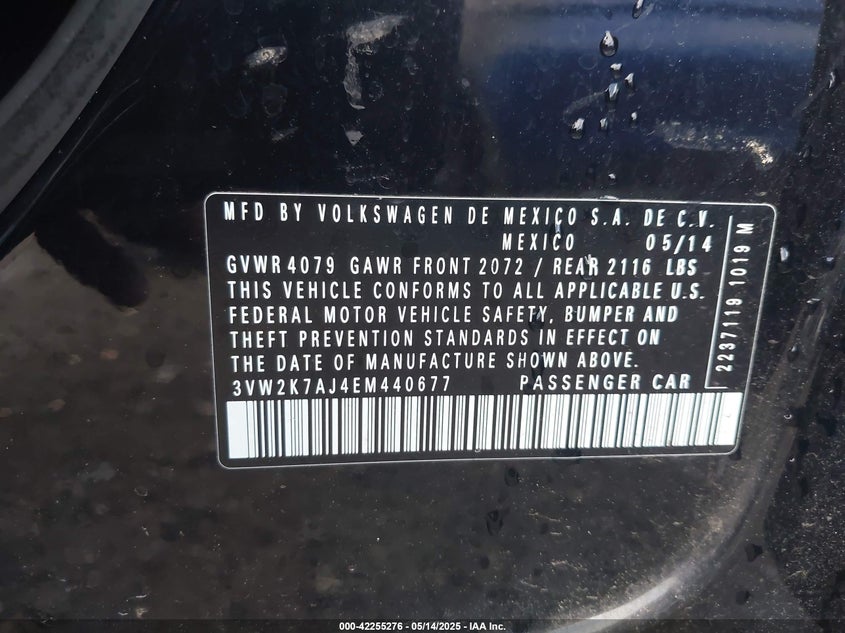 MFD BY VOLKSWAGEN DE MEXICO S.A. DE C.V.
MEXICO 05/14
GVWR 4079 GAWR FRONT 2072 / REAR 2116 LBS
THIS VEHICLE CONFORMS TO ALL APPLICABLE U.S.
FEDERAL MOTOR VEHICLE SAFETY, BUMPER AND
THEFT PREVENTION STANDARDS IN EFFECT ON
THE DATE OF MANUFACTURE SHOWN ABOVE.
3VW2K7AJ4EM440677 PASSENGER CAR
2237119 1019 M
000-42255276 - 05/14/2025 - IAA Inc.